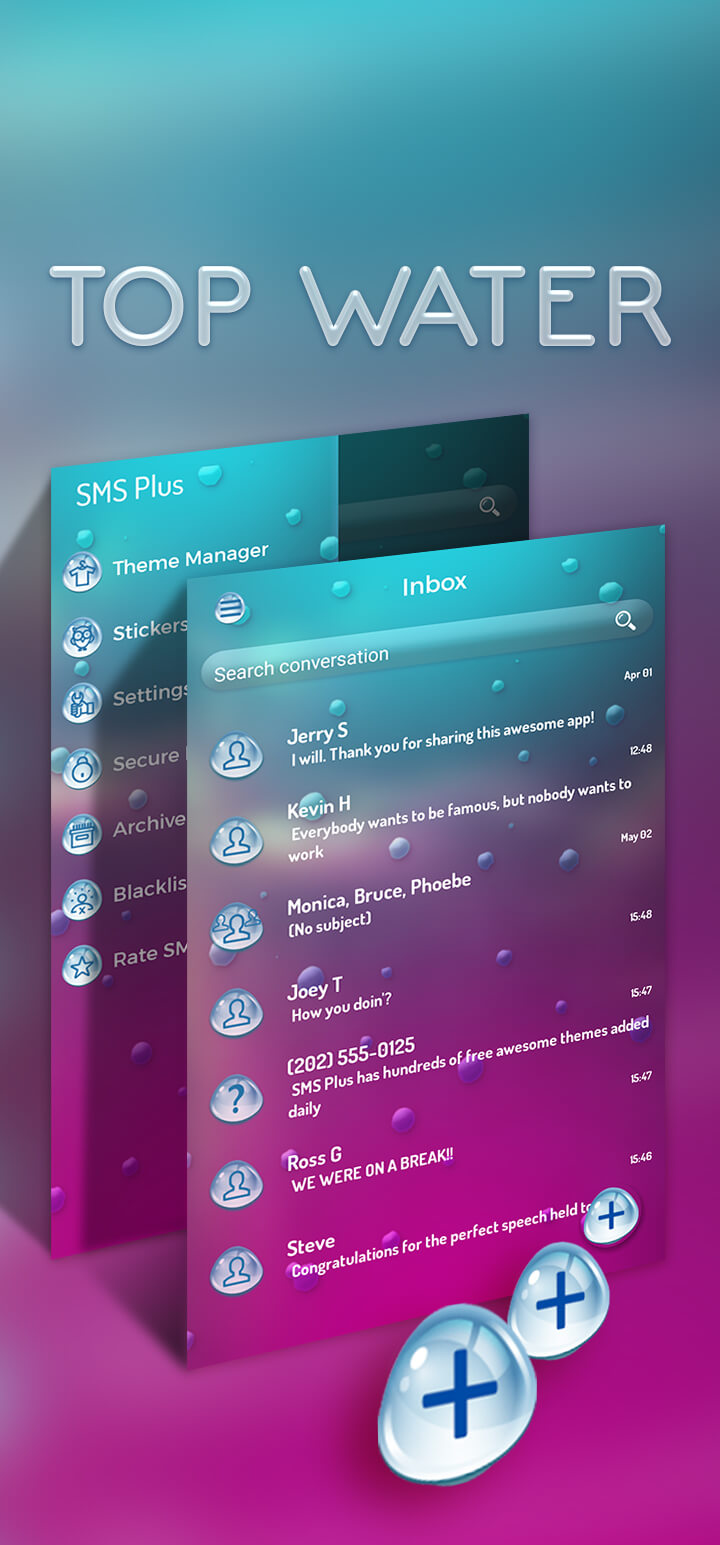 TOP WATER
SMS Plus
Theme Manager
Stickers
Settings
Secure
Archive
Blacklis
Rate SM
Inbox
Search conversation
Apr 01
Jerry S
I will. Thank you for sharing this awesome app!
12:48
Kevin H
Everybody wants to be famous, but nobody wants to
work
May 02
Monica, Bruce, Phoebe
(No subject)
15:48
Joey T
How you doin'?
15:47
(202) 555-0125
SMS Plus has hundreds of free awesome themes added
daily
15:47
Ross G
WE WERE ON A BREAK!!
15:46
Steve
Congratulations for the perfect speech held